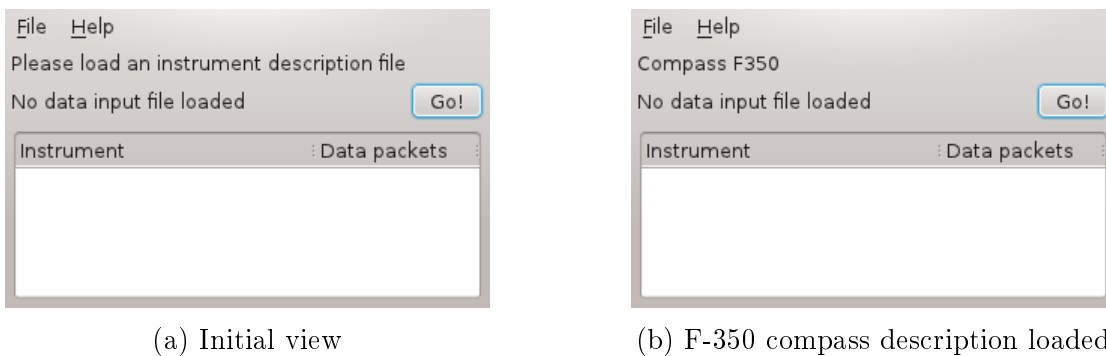 File Help
Please load an instrument description file
No data input file loaded Go!
Instrument Data packets
(a) Initial view
File Help
Compass F350
No data input file loaded Go!
Instrument Data packets
(b) F-350 compass description loaded